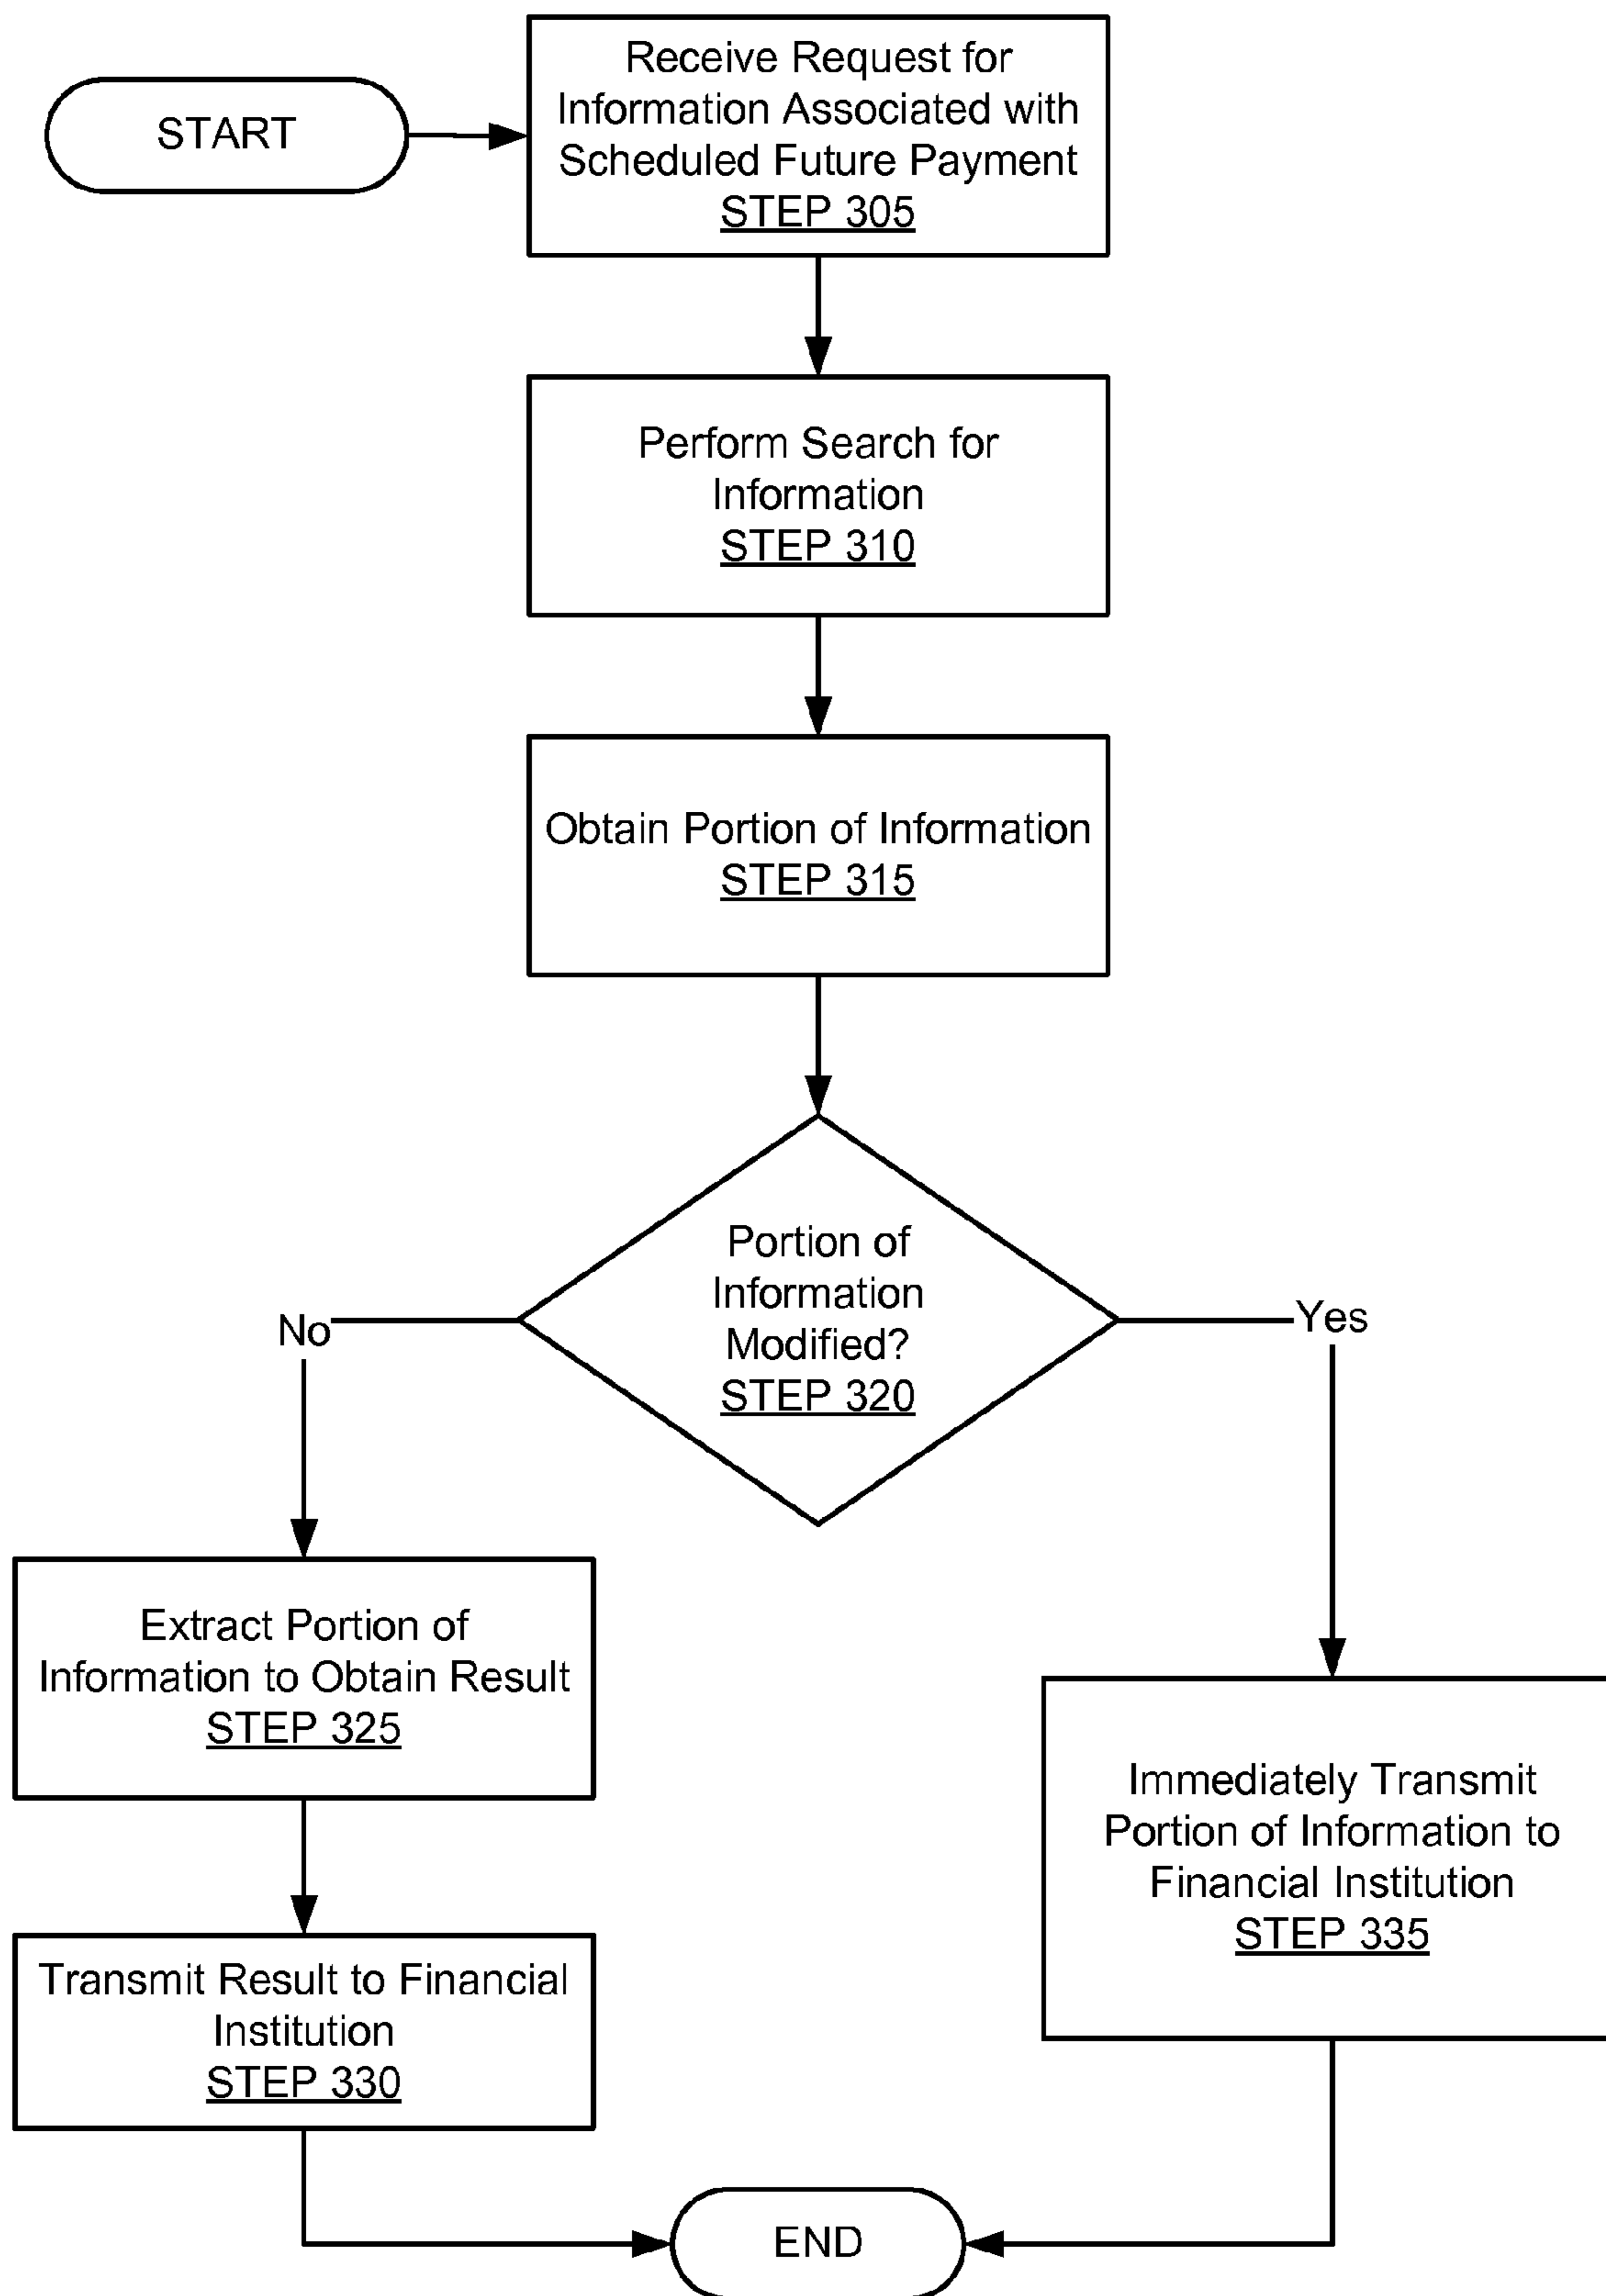 START
Receive Request for
Information Associated with
Scheduled Future Payment
STEP 305
Perform Search for
Information
STEP 310
Obtain Portion of Information
STEP 315
Portion of
Information
Modified?
STEP 320
No
Yes
Extract Portion of
Information to Obtain Result
STEP 325
Immediately Transmit
Portion of Information to
Financial Institution
STEP 335
Transmit Result to Financial
Institution
STEP 330
END